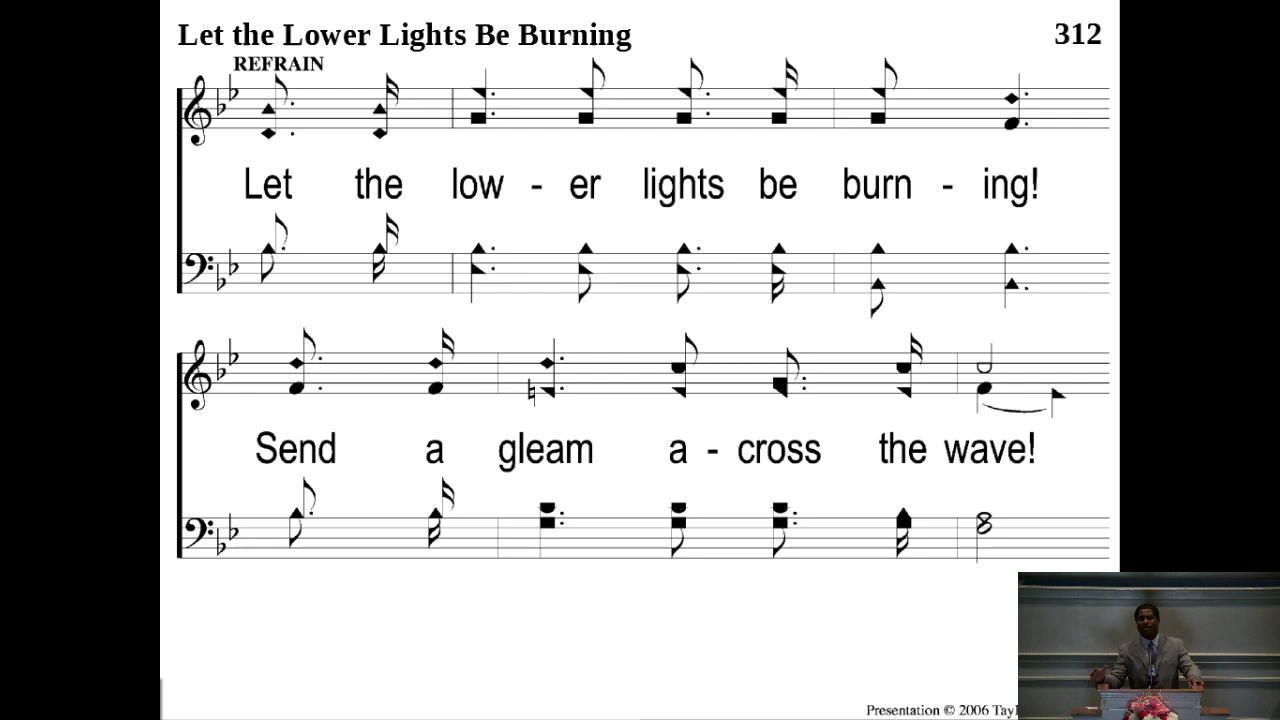 Let the Lower Lights Be Burning 312
REFRAIN
Let the low - er lights be burn - ing!
Send a gleam a - cross the wave!
Presentation © 2006